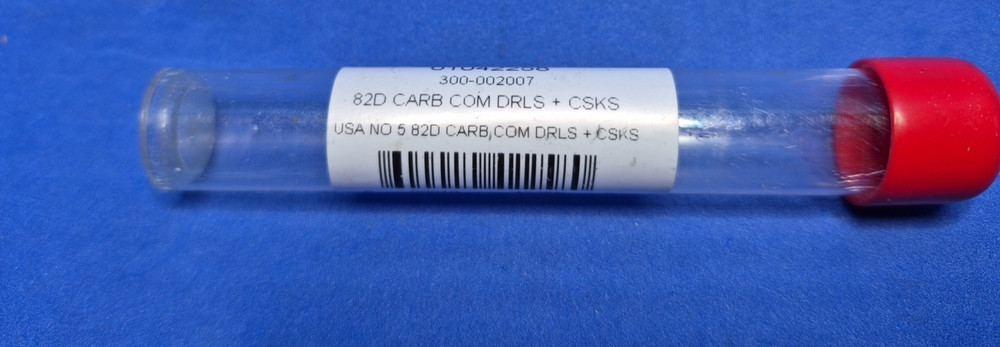 300-002007
82D CARB COM DRLS + CSKS
USA NO 5 82D CARB,COM DRLS + CSKS